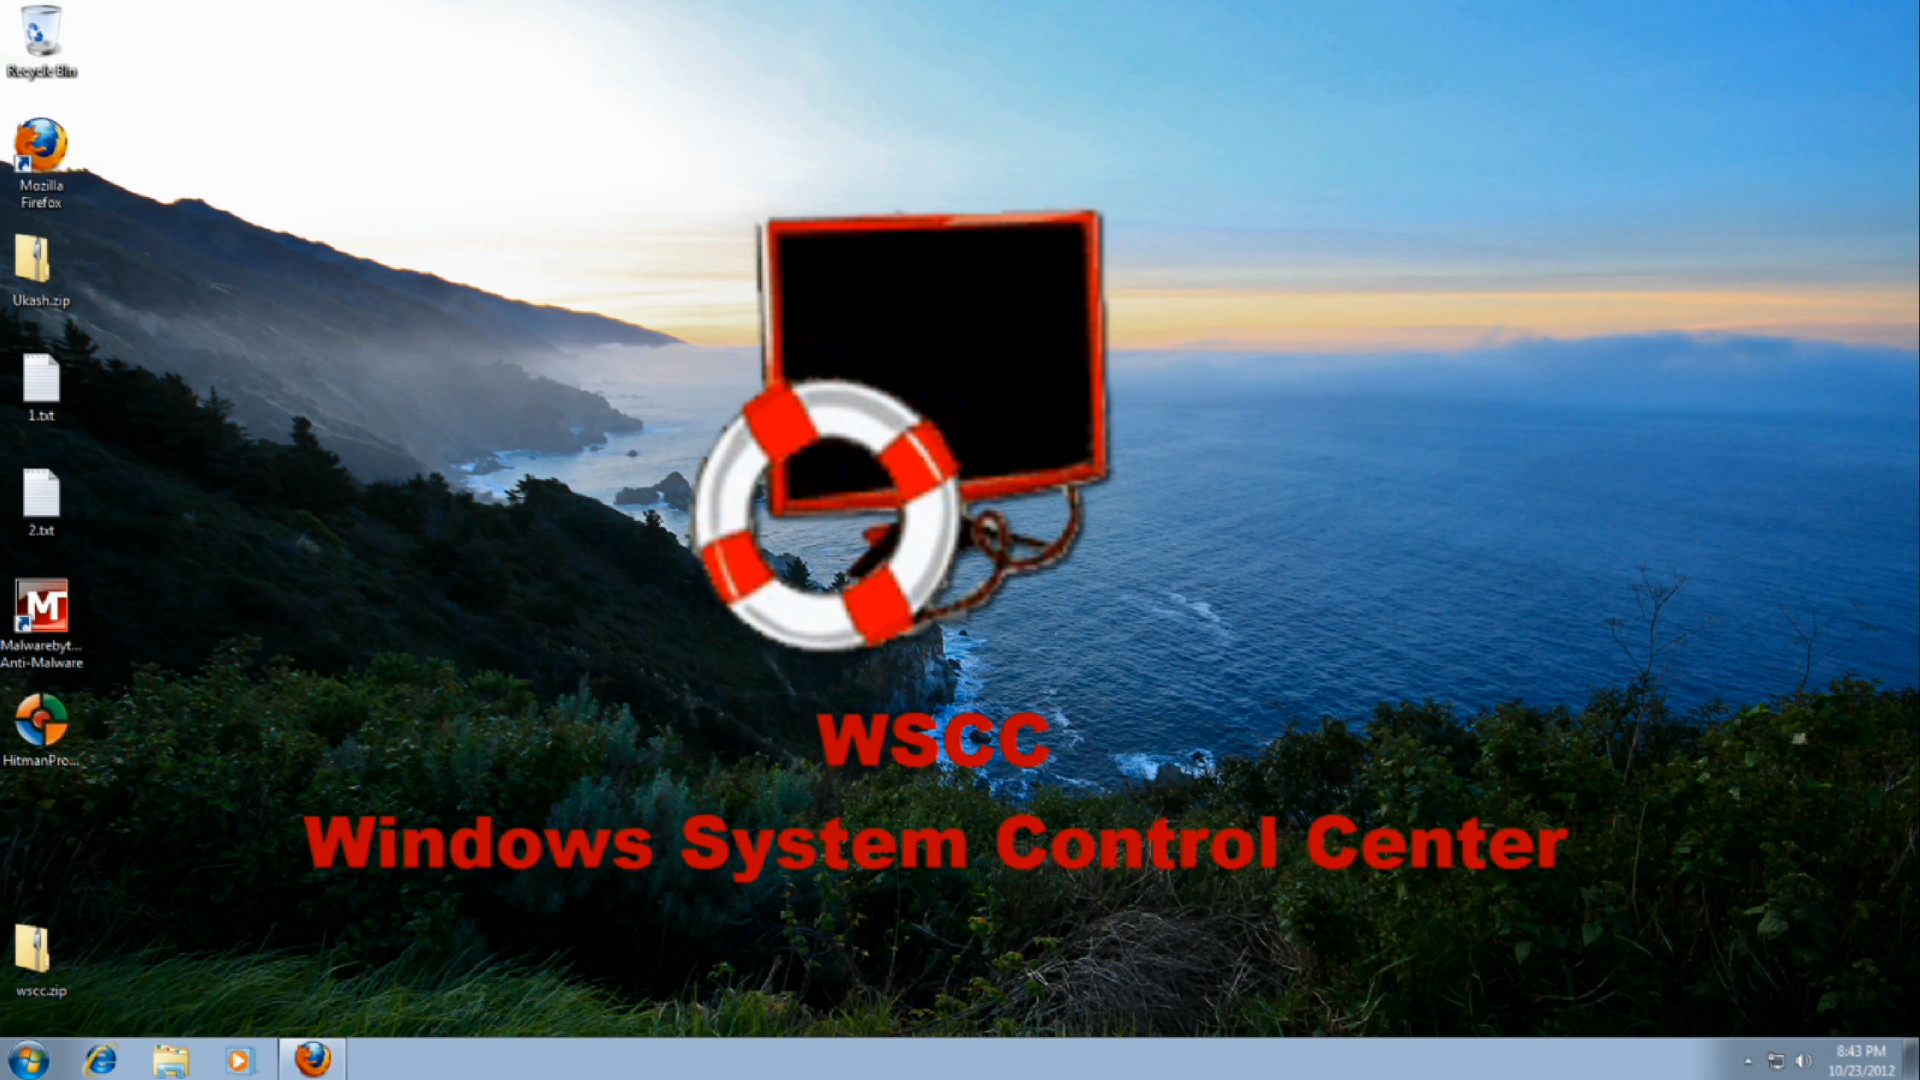 Recycle Bin
Mozilla
Firefox
Ukash.zip
1.txt
2.txt
Malwarebyt...
Anti-Malware
HitmanPro...
wscc.zip
WSCC
Windows System Control Center
8:43 PM
10/23/2012